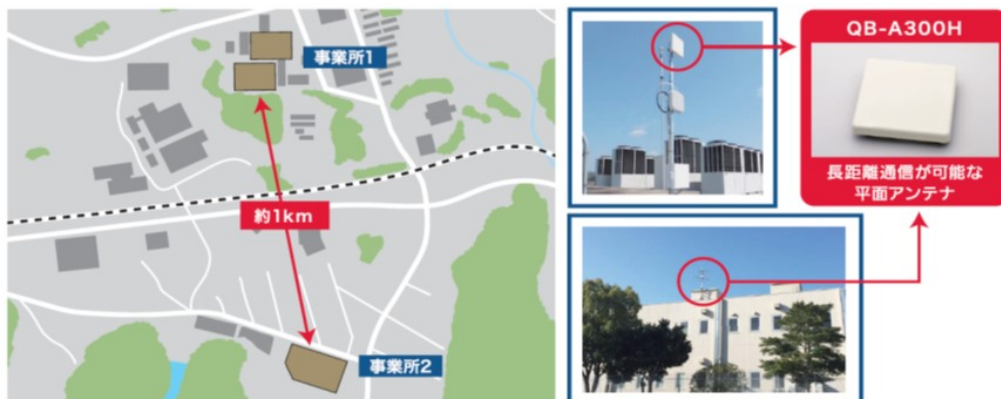 事業所1
約1km
事業所2
QB-A300H
長距離通信が可能な
平面アンテナ